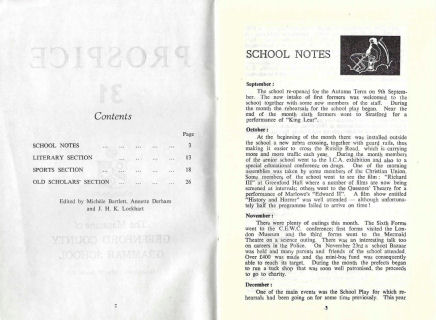 Contents
Page
SCHOOL NOTES ... ... ... ... 3
LITERARY SECTION ... ... ... ... 13
SPORTS SECTION ... ... ... ... 18
OLD SCHOLARS' SECTION ... ... ... 26
Edited by Michèle Bartlett, Annette Derham
and J. H. K. Lockhart
2
SCHOOL NOTES
September :
The school re-opened for the Autumn Term on 9th Septem-
ber. The new intake of first formers was welcomed to the
school together with some new members of the staff. During
the month the rehearsals for the school play began. Near the
end of the month sixth formers went to Stratford for a
performance of "King Lear".
October :
At the beginning of the month there was installed outside
the school a new zebra crossing, together with guard rails, thus
making it easier to cross the Ruislip Road, which is carrying
more and more traffic each year. During the month members
of the senior school went to the I.C.A. exhibition and also to a
special educational conference on drugs. One of the morning
assemblies was taken by some members of the Christian Union.
Many members of the school went to see the film : "Richard
III" at Greenford Hall where a number of films are now being
screened at intervals; others went to the Questors' Theatre for a
performance of Marlowe's "Edward II". A film show entitled
"History and Horror" was well attended — although unfortun-
ately half the programme failed to arrive on time!
November :
There were plenty of outings this month. The Sixth Forms
went to the C.E.W.C. conference; first forms visited the Lon-
don Museum and the third forms went to the Mermaid
Theatre on a science outing. There was an interesting talk too
on careers in the Police. On November 23rd a school Bazaar
was held and many parents and friends of the school attended.
Over £400 was made and the mini-bus fund was consequently
able to reach its target. During the month the prefects began
to run a tuck shop that was soon well patronised, the proceeds
to go to charity.
December :
One of the main events was the School Play for which re-
hearsals had been going on for some time previously. This year
3